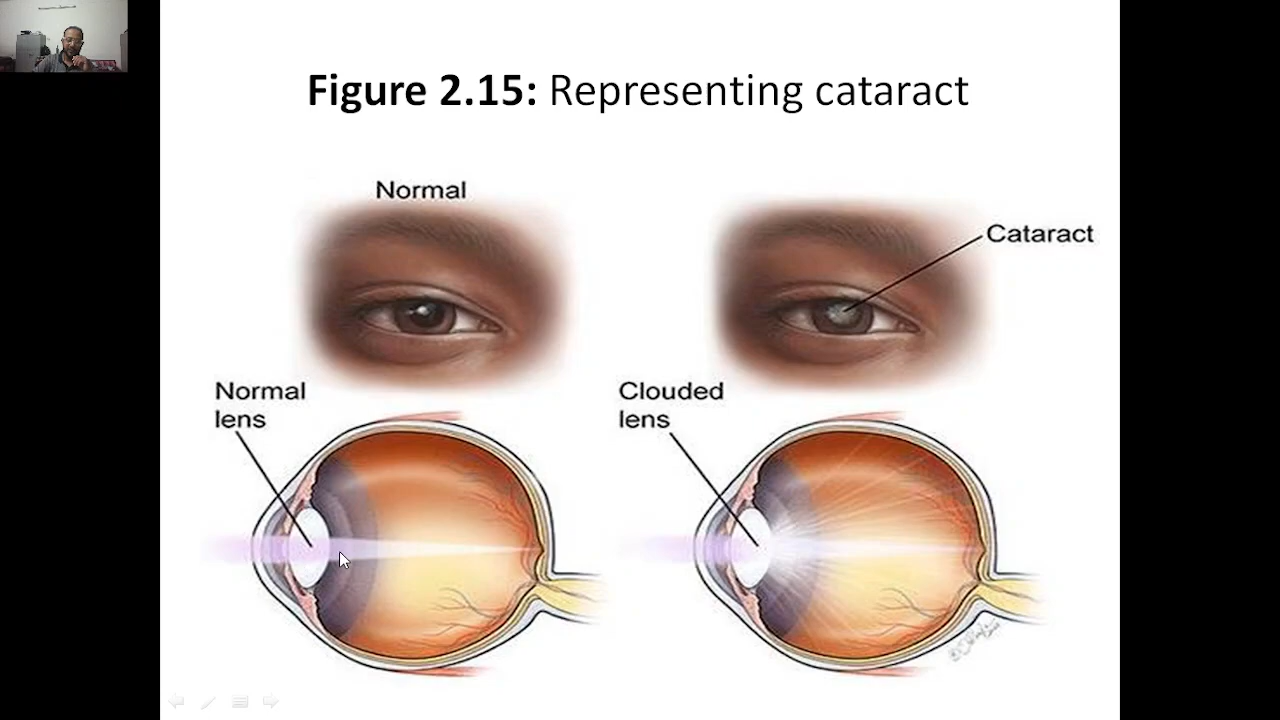 Figure 2.15: Representing cataract
Normal
Cataract
Normal
lens
Clouded
lens